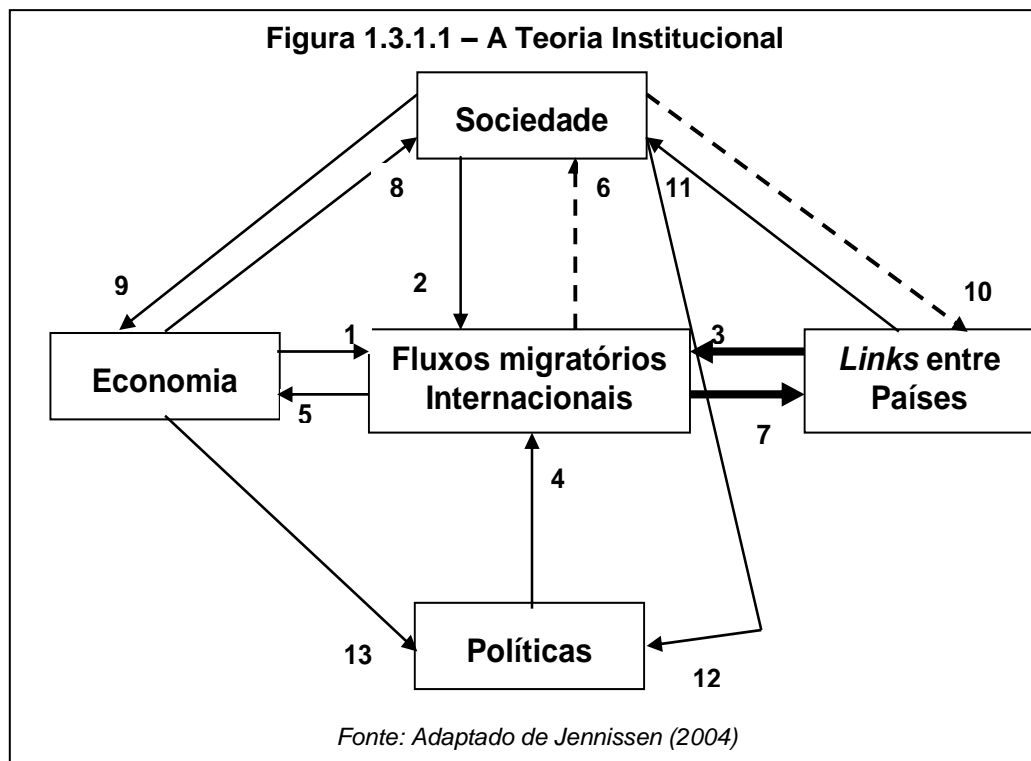 Figura 1.3.1.1 – A Teoria Institucional
Sociedade
8
6
11
9
2
10
1
3
Economia
Fluxos migratórios
Internacionais
Links entre
Países
5
7
4
13
Políticas
12
Fonte: Adaptado de Jennissen (2004)